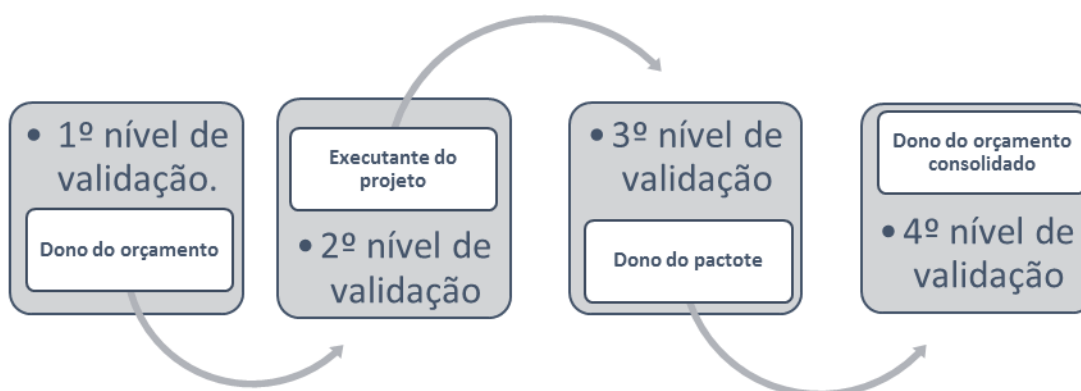 • 1º nível de
validação.
Dono do orçamento
Executante do
projeto
• 2º nível de
validação
• 3º nível de
validação
Dono do pactote
Dono do orçamento
consolidado
• 4º nível de
validação